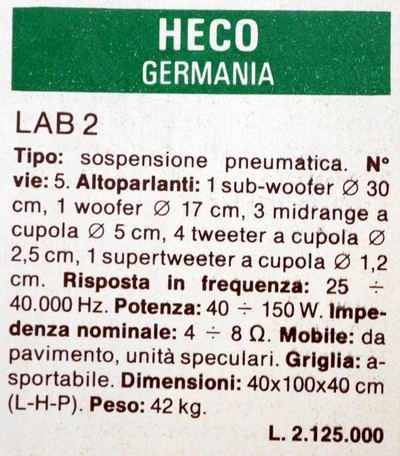 HECO
GERMANIA
LAB 2
Tipo: sospensione pneumatica. N°
vie: 5. Altoparlanti: 1 sub-woofer Ø 30
cm, 1 woofer Ø 17 cm, 3 midrange a
cupola Ø 5 cm, 4 tweeter a cupola Ø
2,5 cm, 1 supertweeter a cupola Ø 1,2
cm. Risposta in frequenza: 25 ÷
40.000 Hz. Potenza: 40 ÷ 150 W. Impe-
denza nominale: 4 ÷ 8 Ω. Mobile: da
pavimento, unità speculari. Griglia: a-
sportabile. Dimensioni: 40x100x40 cm
(L-H-P). Peso: 42 kg.
L. 2.125.000